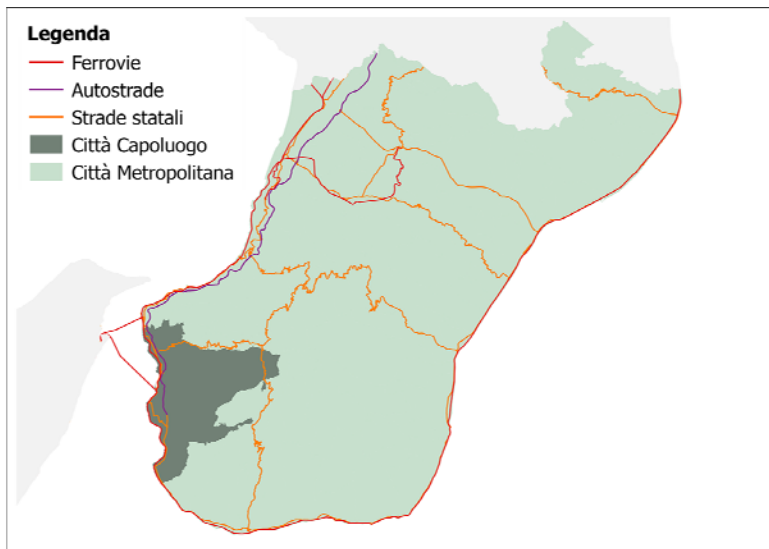 Legenda
Ferrovie
Autostrade
Strade statali
Città Capoluogo
Città Metropolitana